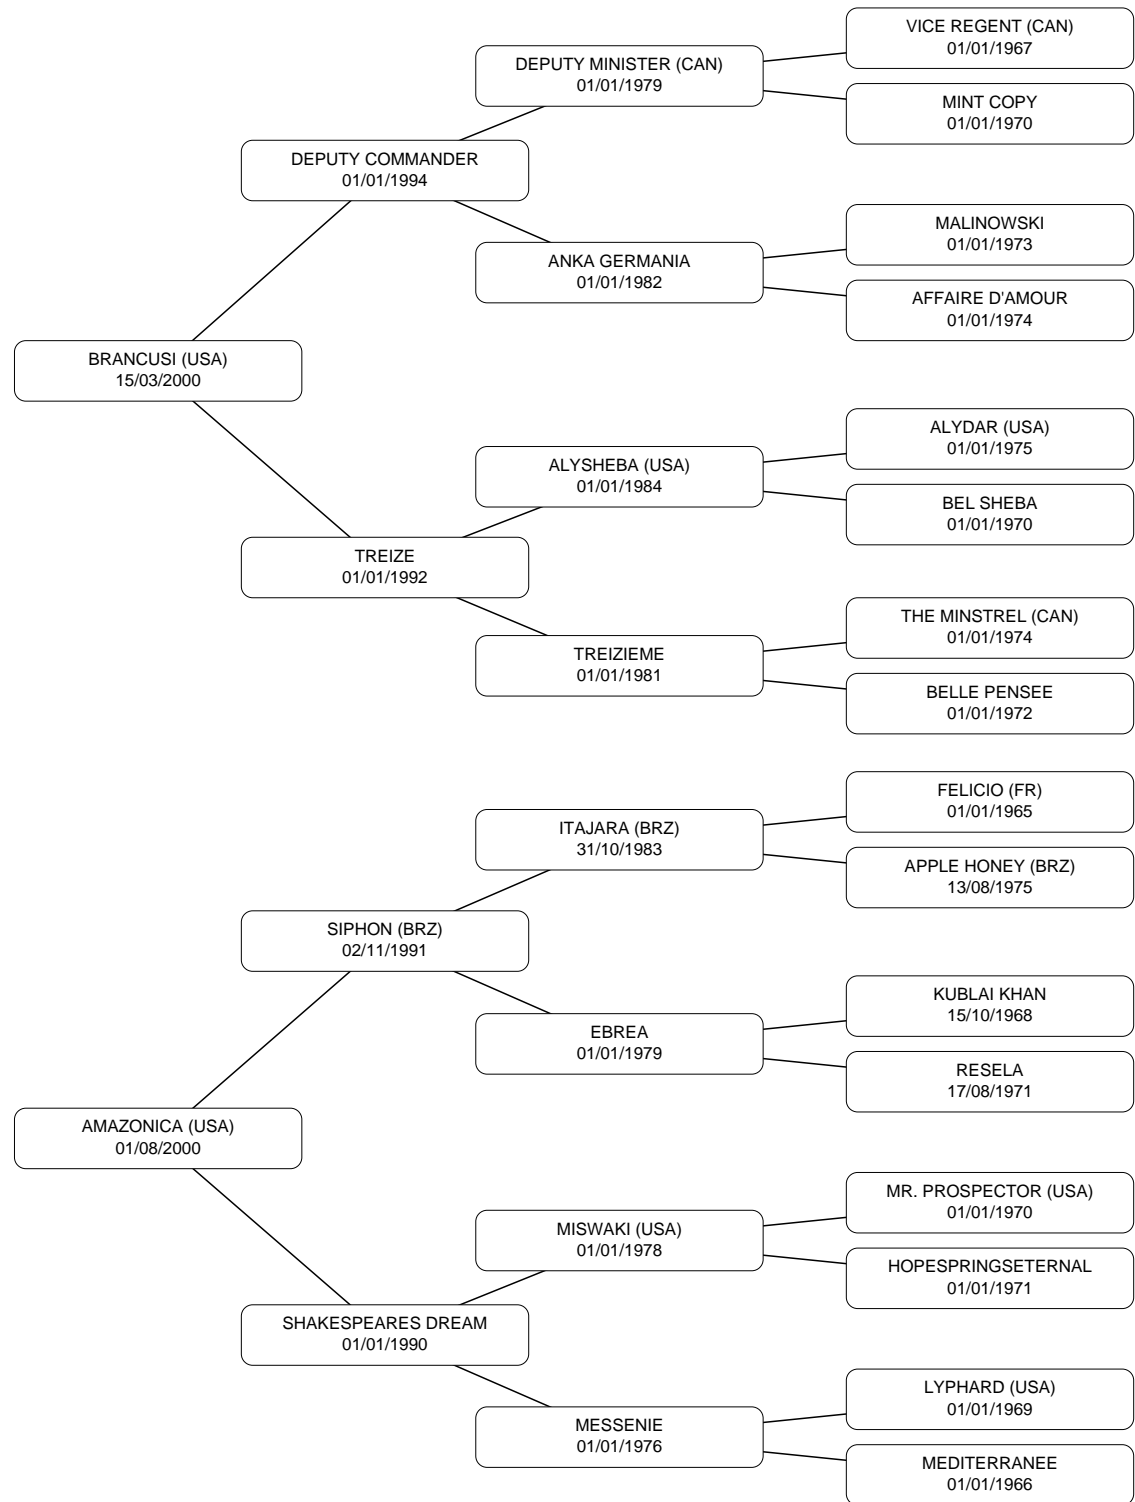 VICE REGENT (CAN)
01/01/1967
DEPUTY MINISTER (CAN)
01/01/1979
MINT COPY
01/01/1970
DEPUTY COMMANDER
01/01/1994
MALINOWSKI
01/01/1973
ANKA GERMANIA
01/01/1982
AFFAIRE D'AMOUR
01/01/1974
BRANCUSI (USA)
15/03/2000
ALYDAR (USA)
01/01/1975
ALYSHEBA (USA)
01/01/1984
BEL SHEBA
01/01/1970
TREIZE
01/01/1992
THE MINSTREL (CAN)
01/01/1974
TREIZIEME
01/01/1981
BELLE PENSEE
01/01/1972
FELICIO (FR)
01/01/1965
ITAJARA (BRZ)
31/10/1983
APPLE HONEY (BRZ)
13/08/1975
SIPHON (BRZ)
02/11/1991
KUBLAI KHAN
15/10/1968
EBREA
01/01/1979
RESELA
17/08/1971
AMAZONICA (USA)
01/08/2000
MR. PROSPECTOR (USA)
01/01/1970
MISWAKI (USA)
01/01/1978
HOPESPRINGSETERNAL
01/01/1971
SHAKESPEARES DREAM
01/01/1990
LYPHARD (USA)
01/01/1969
MESSENIE
01/01/1976
MEDITERRANEE
01/01/1966